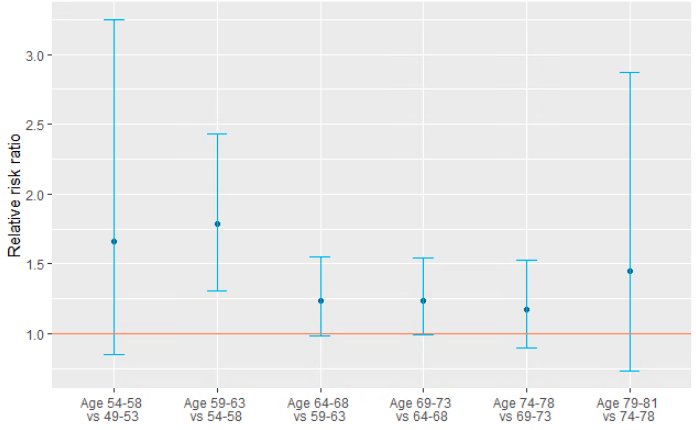 Relative risk ratio
3.0
2.5
2.0
1.5
1.0
Age 54-58
vs 49-53
Age 59-63
vs 54-58
Age 64-68
vs 59-63
Age 69-73
vs 64-68
Age 74-78
vs 69-73
Age 79-81
vs 74-78